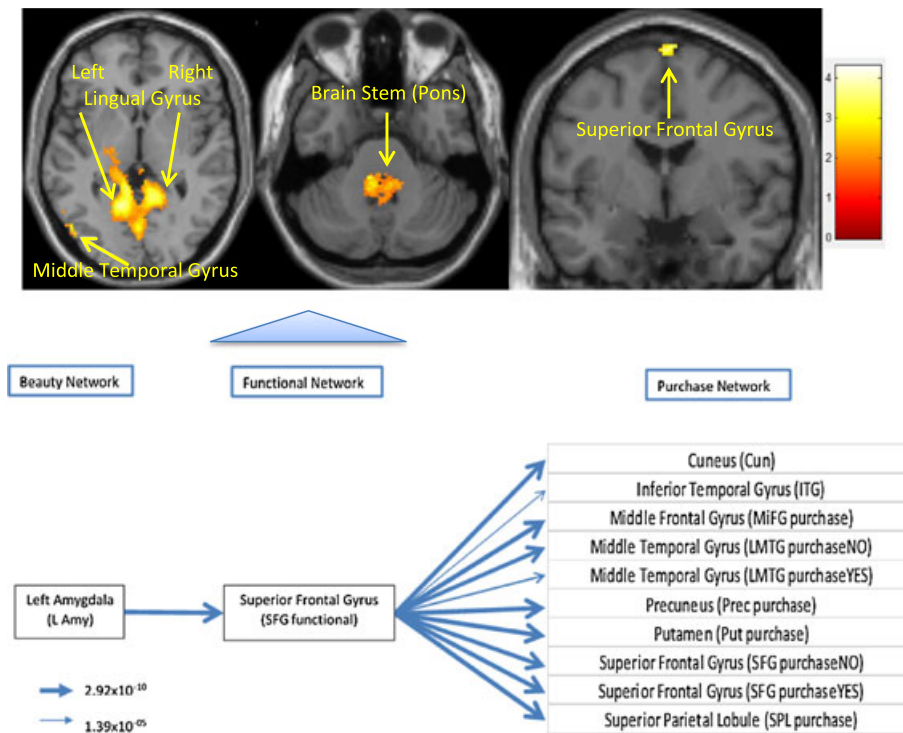 Left Right
Lingual Gyrus
Brain Stem (Pons)
Superior Frontal Gyrus
Middle Temporal Gyrus
4
3
2
1
0
Beauty Network
Functional Network
Purchase Network
Cuneus (Cun)
Inferior Temporal Gyrus (ITG)
Middle Frontal Gyrus (MiFG purchase)
Middle Temporal Gyrus (LMTG purchaseNO)
Middle Temporal Gyrus (LMTG purchaseYES)
Precuneus (Prec purchase)
Putamen (Put purchase)
Superior Frontal Gyrus (SFG purchaseNO)
Superior Frontal Gyrus (SFG purchaseYES)
Superior Parietal Lobule (SPL purchase)
Left Amygdala
(L Amy)
Superior Frontal Gyrus
(SFG functional)
2.92x10⁻¹⁰
1.39x10⁻⁰⁵